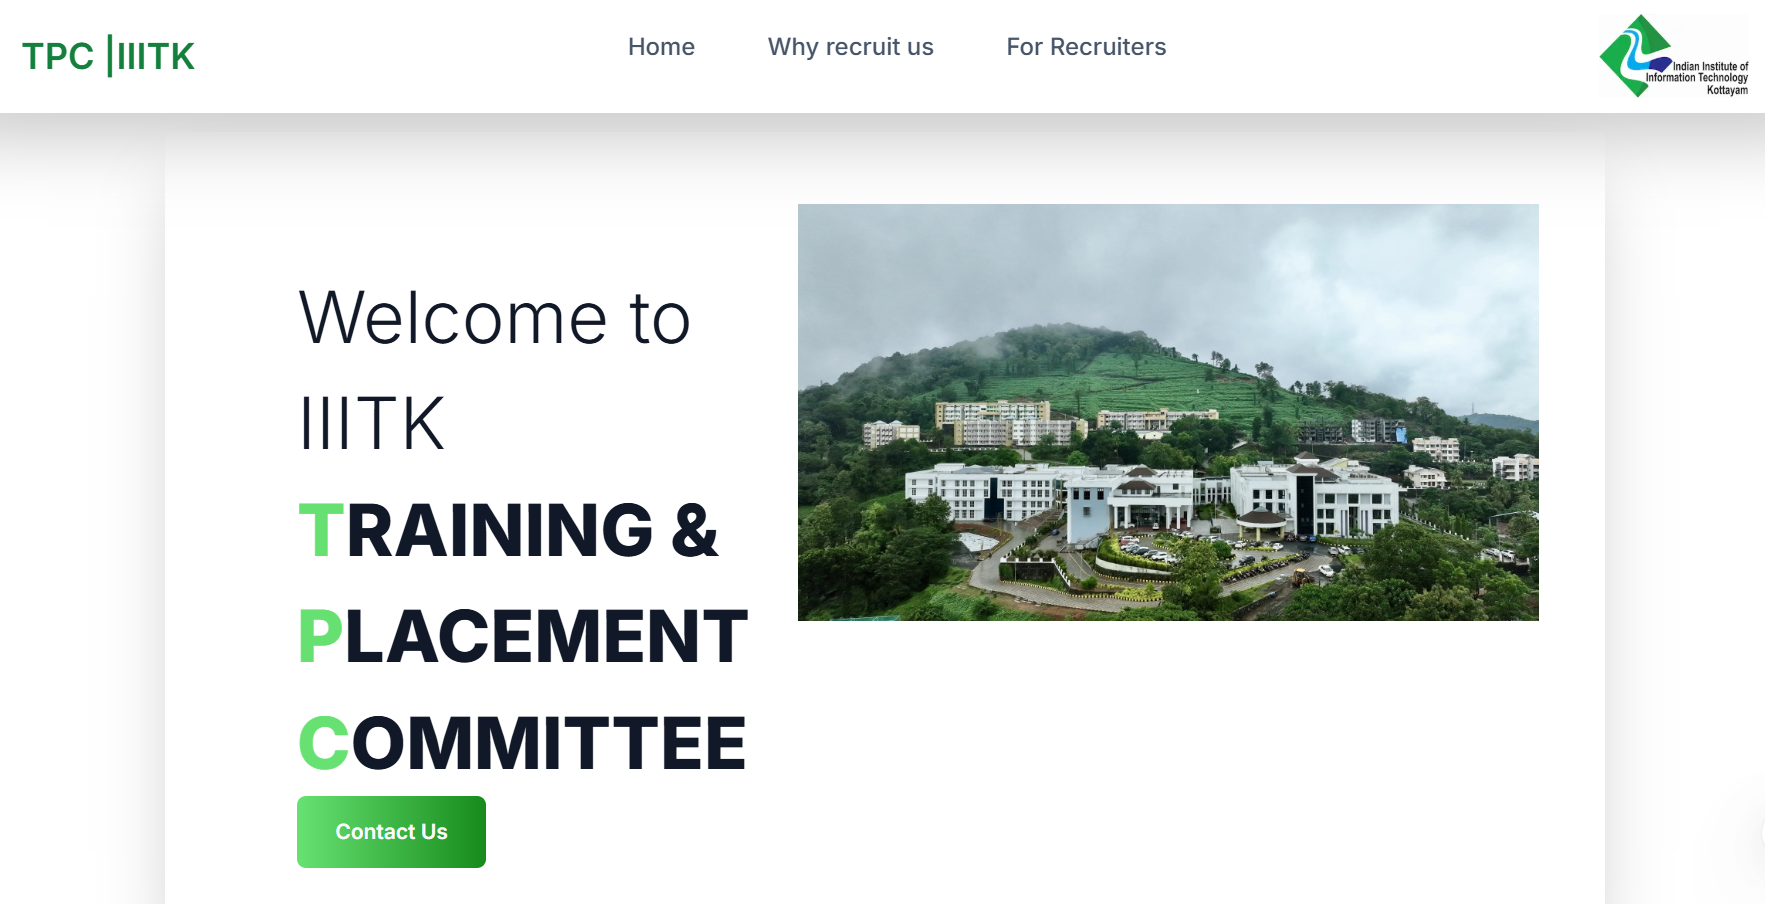 TPC |IIITK
Home
Why recruit us
For Recruiters
Indian Institute of
Information Technology
Kottayam
Welcome to
IIITK
TRAINING &
PLACEMENT
COMMITTEE
Contact Us